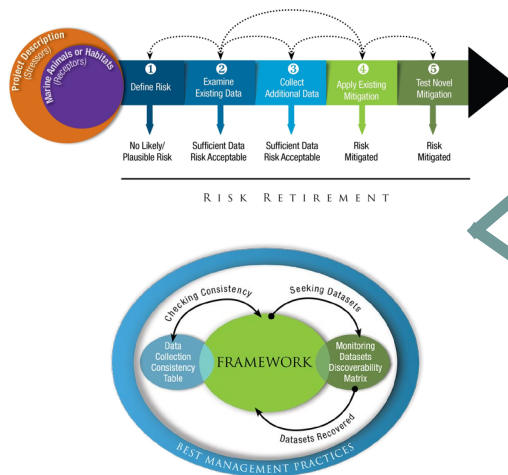 Project Description
(Stressors)
Marine Animals or Habitats
(Receptors)
1
Define Risk
2
Examine
Existing Data
3
Collect
Additional Data
4
Apply Existing
Mitigation
5
Test Novel
Mitigation
No Likely/
Plausible Risk
Sufficient Data
Risk Acceptable
Sufficient Data
Risk Acceptable
Risk
Mitigated
Risk
Mitigated
RISK RETIREMENT
Checking Consistency
Seeking Datasets
Data
Collection
Consistency
Table
FRAMEWORK
Monitoring
Datasets
Discoverability
Matrix
Datasets Recovered
BEST MANAGEMENT PRACTICES